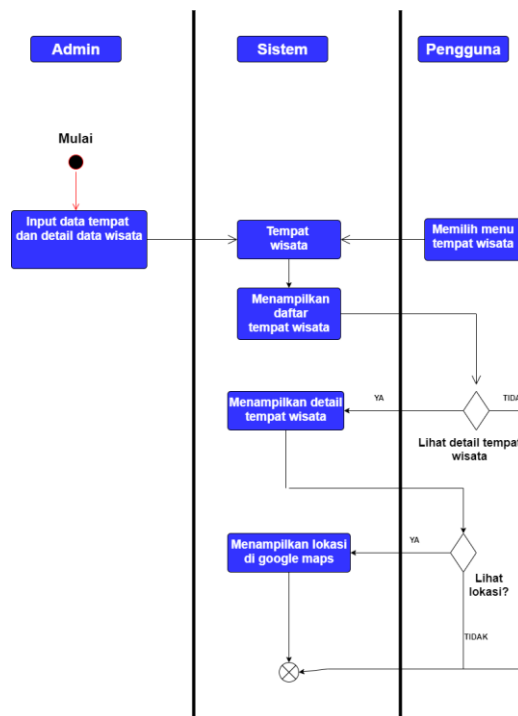 Admin
Sistem
Pengguna
Mulai
Input data tempat
dan detail data wisata
Tempat
wisata
Memilih menu
tempat wisata
Menampilkan
daftar
tempat wisata
Menampilkan detail
tempat wisata
YA
TIDA
Lihat detail tempat
wisata
Menampilkan lokasi
di google maps
YA
Lihat
lokasi?
TIDAK